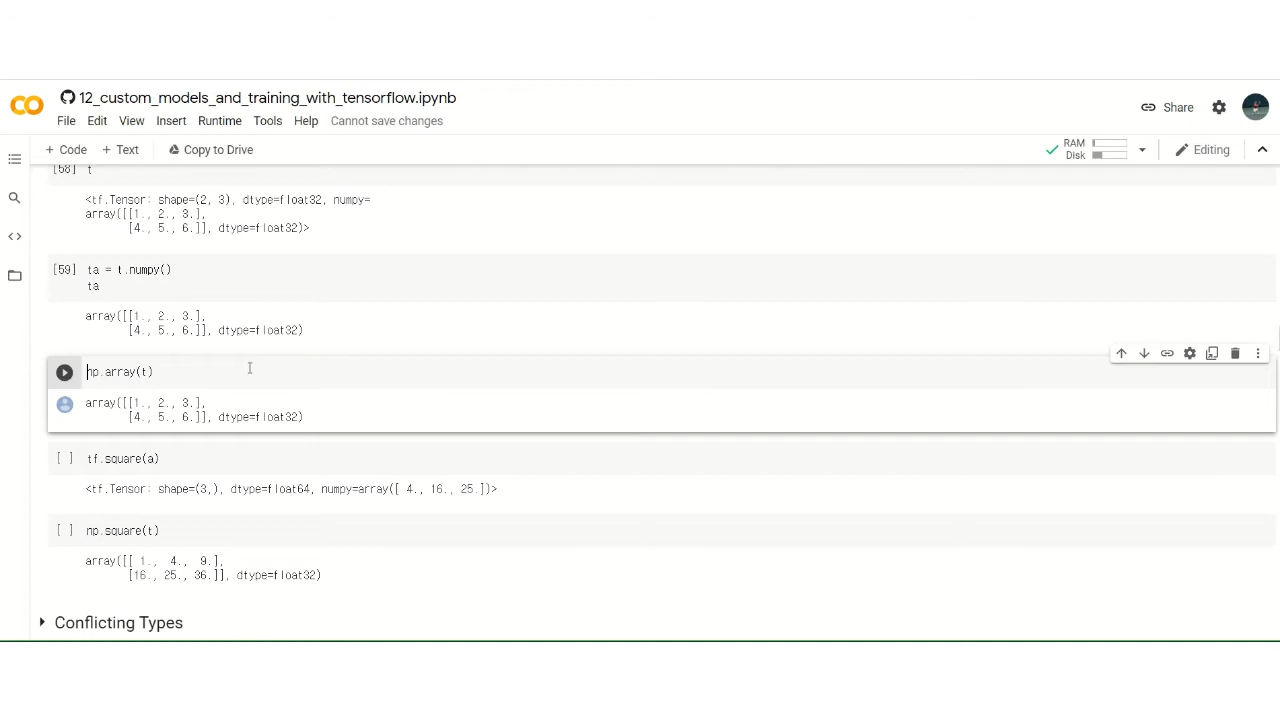 12_custom_models_and_training_with_tensorflow.ipynb
File Edit View Insert Runtime Tools Help Cannot save changes
Share
+ Code + Text Copy to Drive
RAM
Disk
Editing
[58] t
<tf.Tensor: shape=(2, 3), dtype=float32, numpy=
array([[1., 2., 3.],
[4., 5., 6.]], dtype=float32)>
[59] ta = t.numpy()
ta
array([[1., 2., 3.],
[4., 5., 6.]], dtype=float32)
np.array(t)
array([[1., 2., 3.],
[4., 5., 6.]], dtype=float32)
[ ] tf.square(a)
<tf.Tensor: shape=(3,), dtype=float64, numpy=array([ 4., 16., 25.])>
[ ] np.square(t)
array([[ 1., 4., 9.],
[16., 25., 36.]], dtype=float32)
Conflicting Types